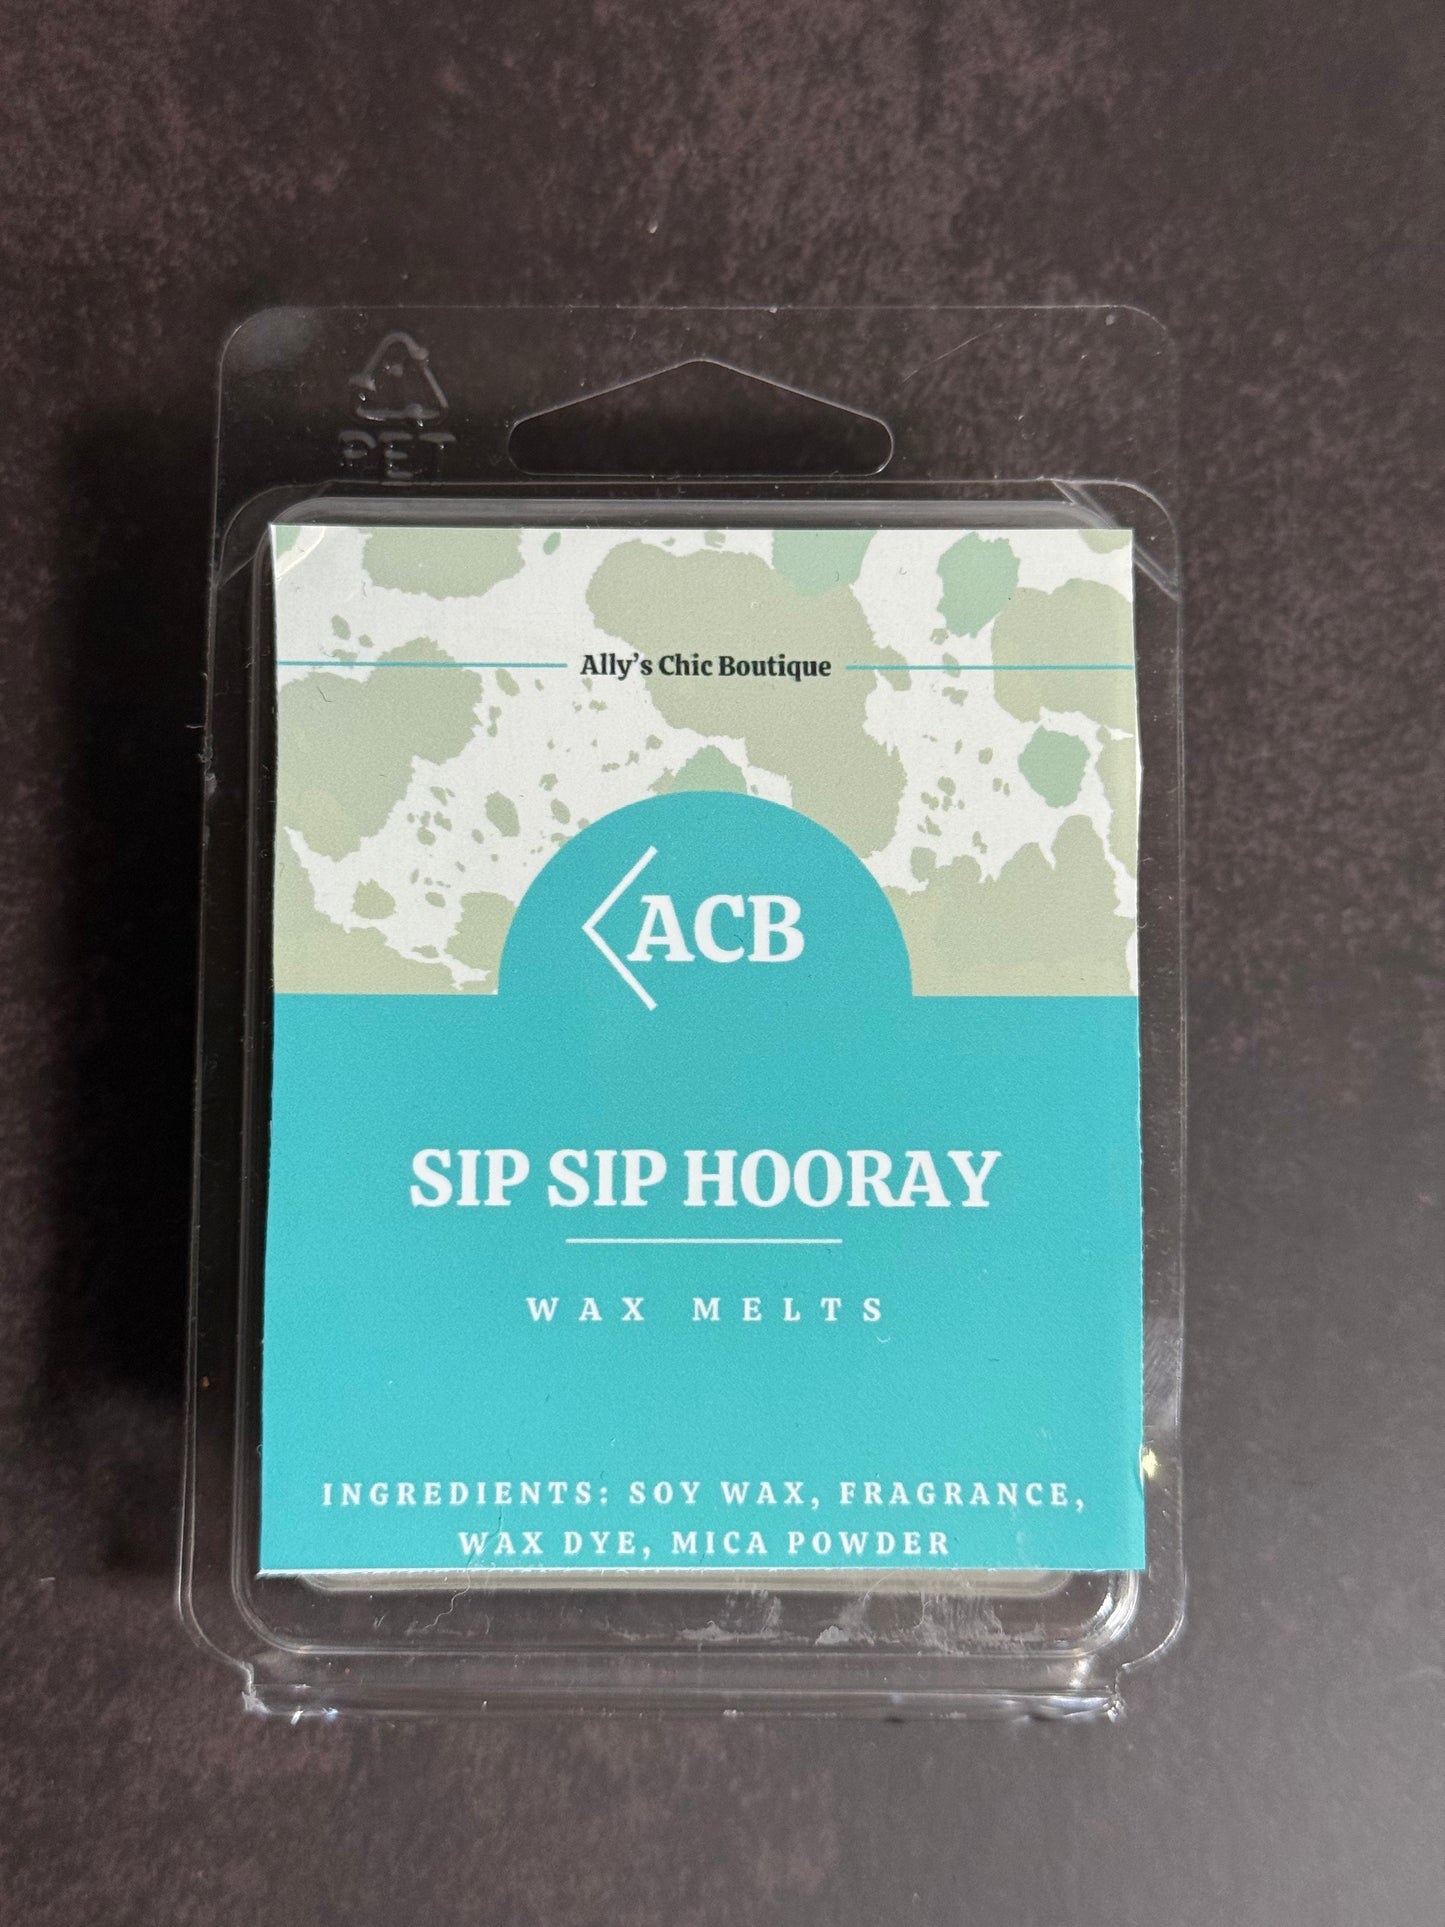 PET
Ally's Chic Boutique
ACB
SIP SIP HOORAY
WAX MELTS
INGREDIENTS: SOY WAX, FRAGRANCE,
WAX DYE, MICA POWDER